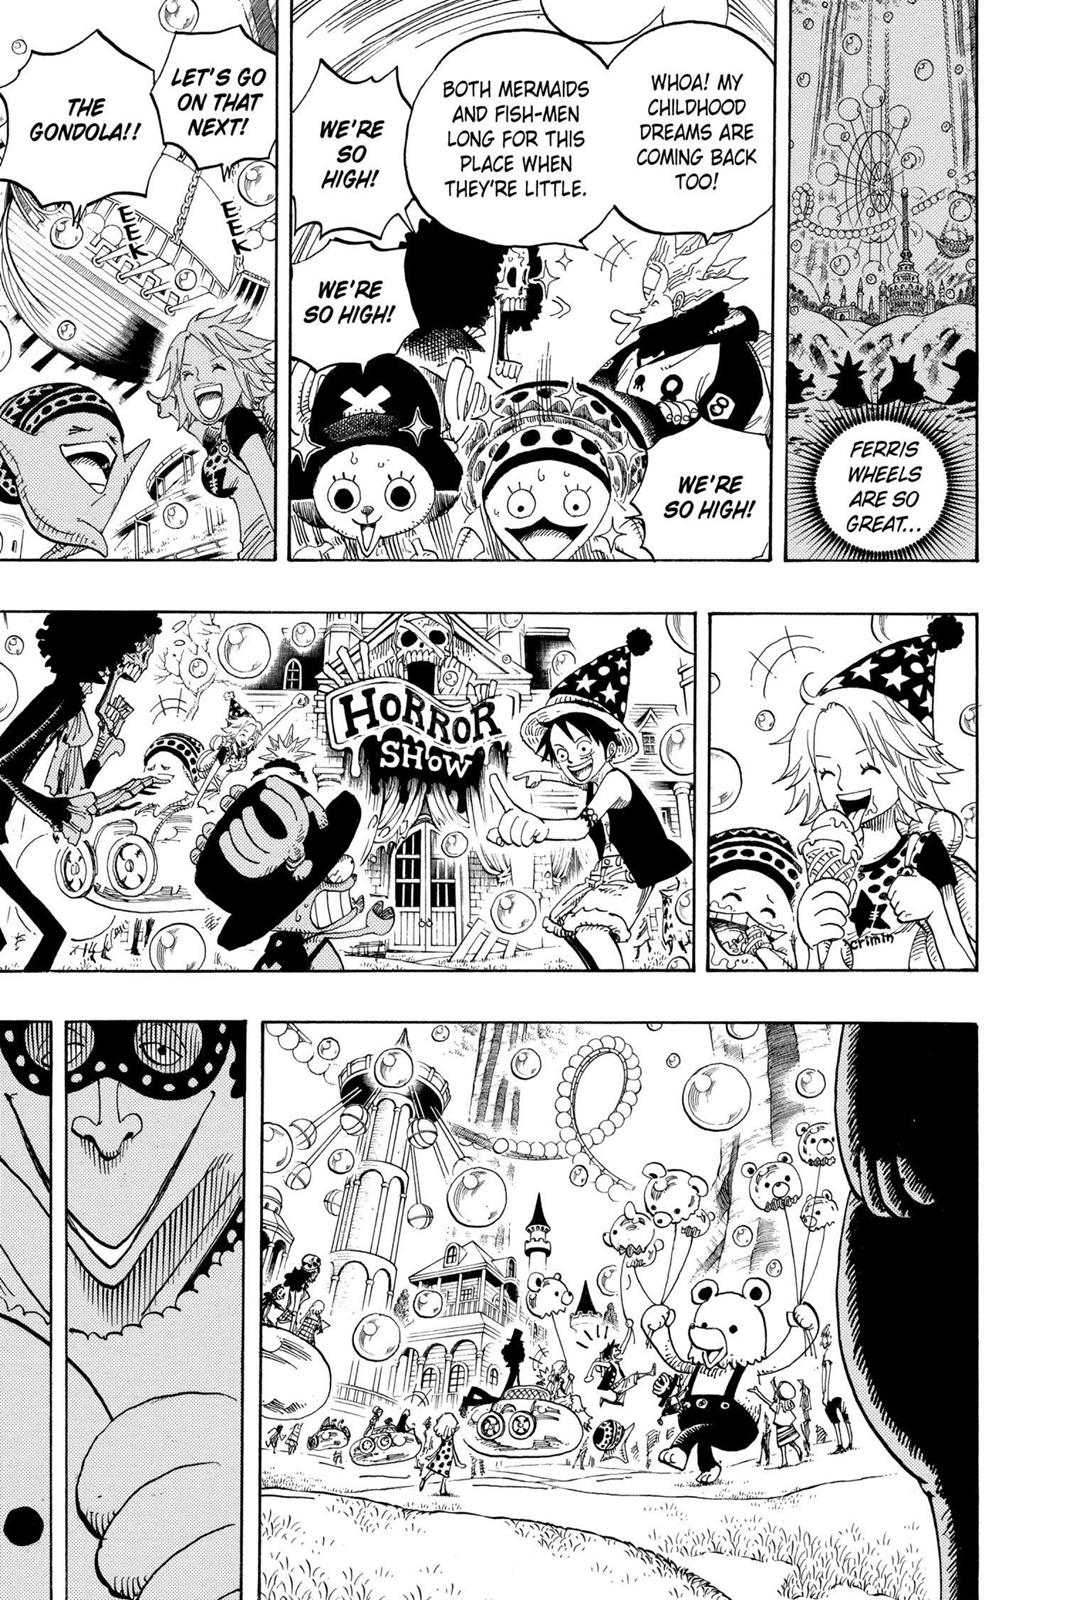 FERRIS
WHEELS
ARE SO
GREAT...
WHOA! MY
CHILDHOOD
DREAMS ARE
COMING BACK
TOO!
BOTH MERMAIDS
AND FISH-MEN
LONG FOR THIS
PLACE WHEN
THEY'RE LITTLE.
WE'RE
SO
HIGH!
WE'RE
SO HIGH!
WE'RE
SO HIGH!
8
LET'S GO
ON THAT
NEXT!
THE
GONDOLA!!
EEK
EEK
criminn
HORROR
SHOW